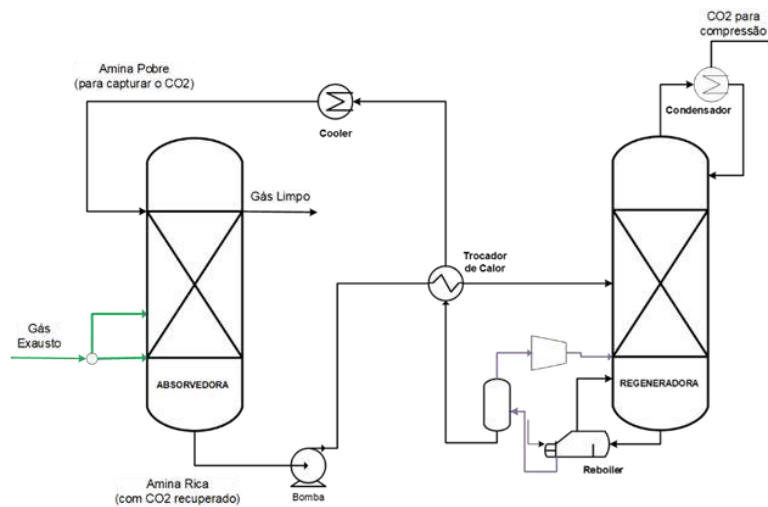 CO2 para
compressão
Amina Pobre
(para capturar o CO2)
Condensador
Cooler
Gás Limpo
Trocador
de Calor
Gás
Exausto
ABSORVEDORA
REGENERADORA
Reboiler
Amina Rica
(com CO2 recuperado)
Bomba